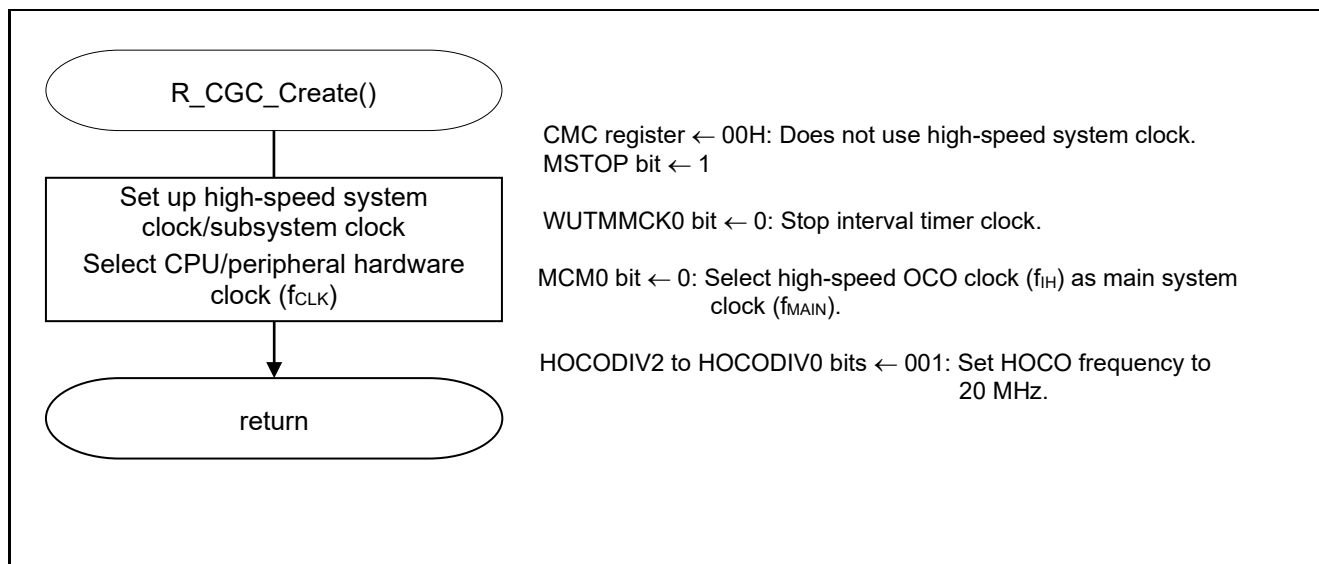 R_CGC_Create()
Set up high-speed system
clock/subsystem clock
Select CPU/peripheral hardware
clock (fCLK)
return
CMC register ← 00H: Does not use high-speed system clock.
MSTOP bit ← 1
WUTMMCK0 bit ← 0: Stop interval timer clock.
MCM0 bit ← 0: Select high-speed OCO clock (fIH) as main system
clock (fMAIN).
HOCODIV2 to HOCODIV0 bits ← 001: Set HOCO frequency to
20 MHz.